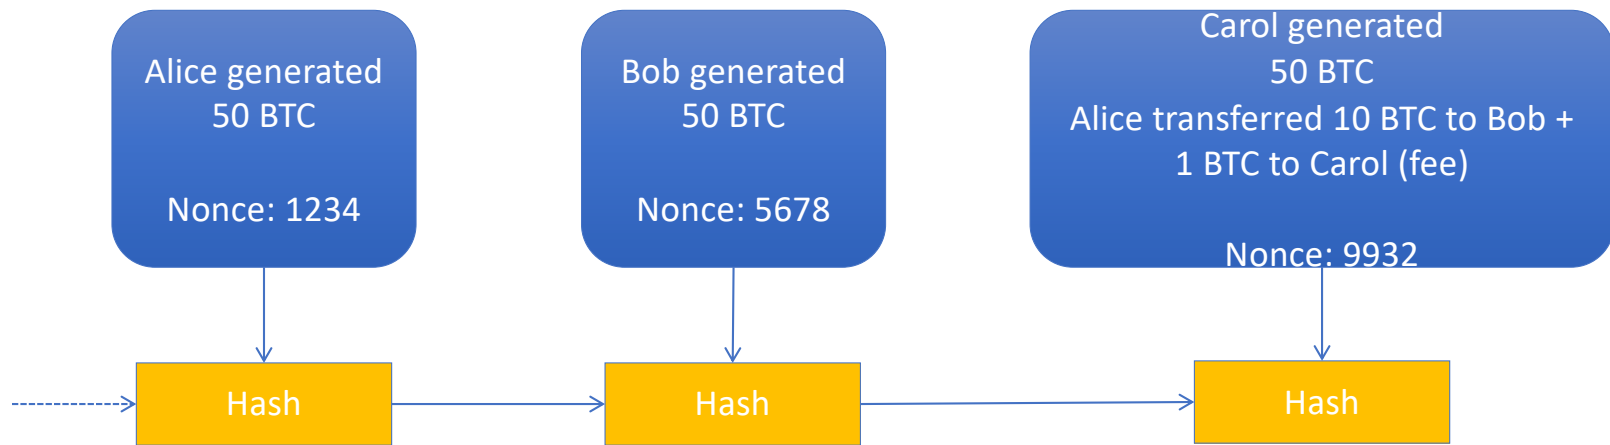 Alice generated
50 BTC
Nonce: 1234
Bob generated
50 BTC
Nonce: 5678
Carol generated
50 BTC
Alice transferred 10 BTC to Bob +
1 BTC to Carol (fee)
Nonce: 9932
Hash
Hash
Hash